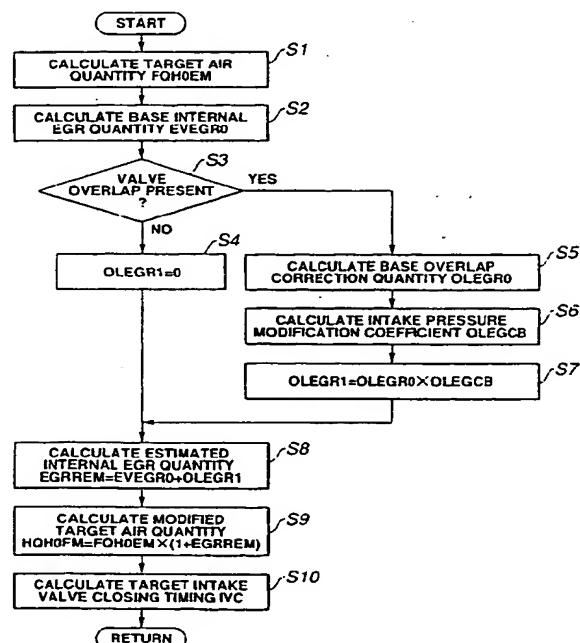 START
S1
CALCULATE TARGET AIR
QUANTITY FQH0EM
S2
CALCULATE BASE INTERNAL
EGR QUANTITY EVEGR0
S3
VALVE
OVERLAP PRESENT
?
YES
NO
S4
OLEGR1=0
S5
CALCULATE BASE OVERLAP
CORRECTION QUANTITY OLEGR0
S6
CALCULATE INTAKE PRESSURE
MODIFICATION COEFFICIENT OLEGCB
S7
OLEGR1=OLEGR0×OLEGCB
S8
CALCULATE ESTIMATED
INTERNAL EGR QUANTITY
EGRREM=EVEGR0+OLEGR1
S9
CALCULATE MODIFIED
TARGET AIR QUANTITY
HQH0FM=FQH0EM×(1+EGRREM)
S10
CALCULATE TARGET INTAKE
VALVE CLOSING TIMING IVC
RETURN